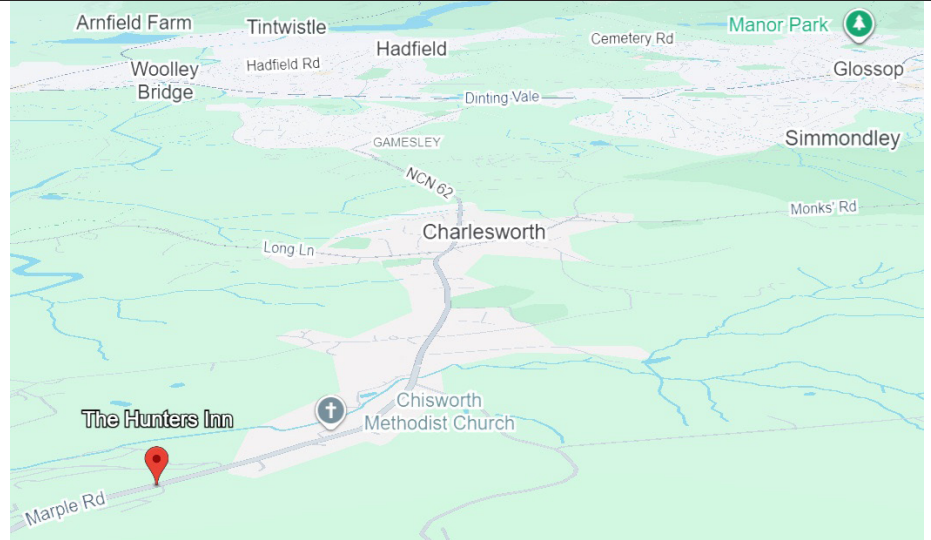 Arnfield Farm
Tintwistle
Manor Park
Cemetery Rd
Hadfield
Woolley
Bridge
Hadfield Rd
Glossop
Dinting Vale
GAMESLEY
Simmondley
NCN 62
Monks' Rd
Charlesworth
Long Ln
Chisworth
Methodist Church
The Hunters Inn
Marple Rd